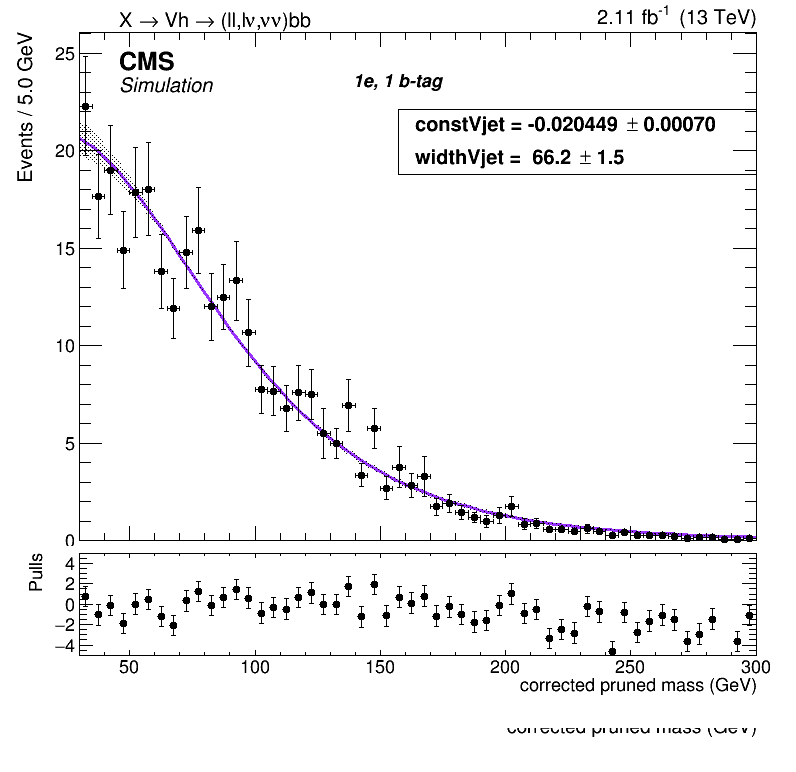 X → Vh → (ll,lν,νν)bb 2.11 fb-1 (13 TeV)
CMS
Simulation
1e, 1 b-tag
constVjet = -0.020449 ± 0.00070
widthVjet = 66.2 ± 1.5
Events / 5.0 GeV
25
20
15
10
5
0
Pulls
4
2
0
−2
−4
50 100 150 200 250 300
corrected pruned mass (GeV)
corrected pruned mass (GeV)